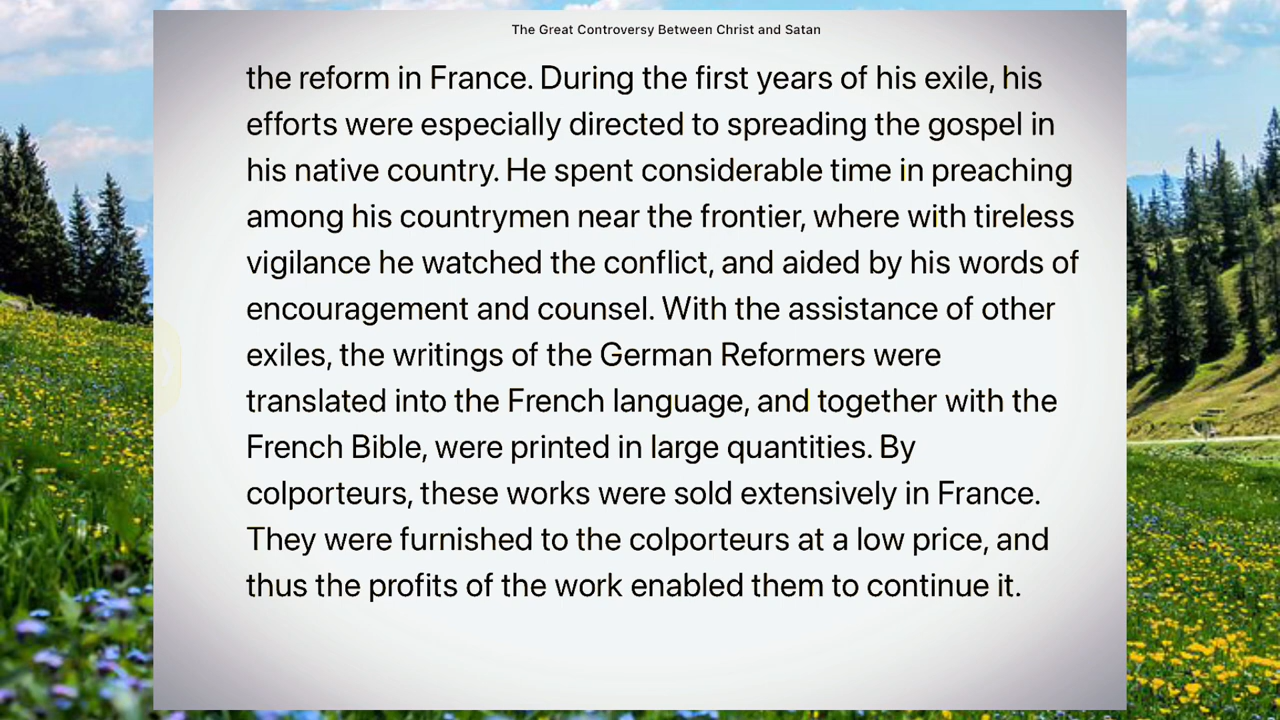 The Great Controversy Between Christ and Satan
the reform in France. During the first years of his exile, his
efforts were especially directed to spreading the gospel in
his native country. He spent considerable time in preaching
among his countrymen near the frontier, where with tireless
vigilance he watched the conflict, and aided by his words of
encouragement and counsel. With the assistance of other
exiles, the writings of the German Reformers were
translated into the French language, and together with the
French Bible, were printed in large quantities. By
colporteurs, these works were sold extensively in France.
They were furnished to the colporteurs at a low price, and
thus the profits of the work enabled them to continue it.